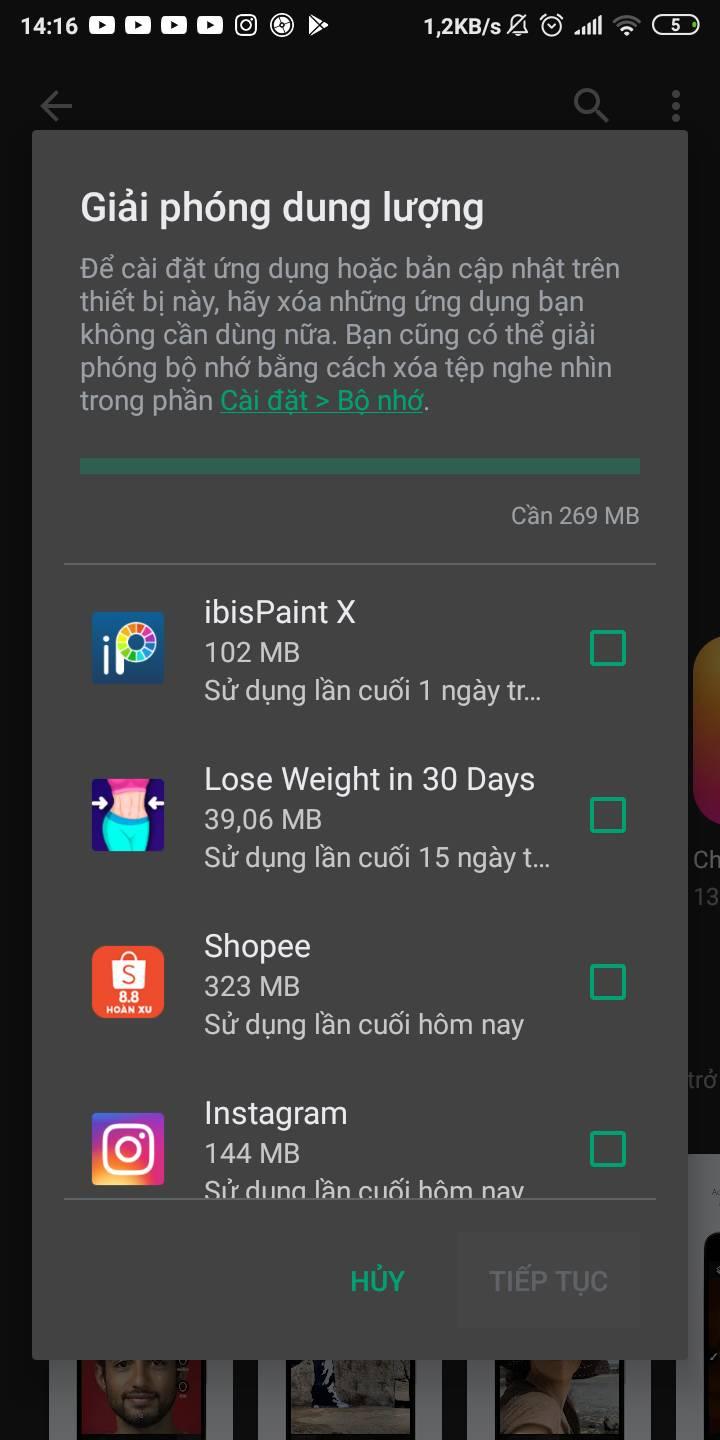 14:16
1,2KB/s
5
Giải phóng dung lượng
Để cài đặt ứng dụng hoặc bản cập nhật trên
thiết bị này, hãy xóa những ứng dụng bạn
không cần dùng nữa. Bạn cũng có thể giải
phóng bộ nhớ bằng cách xóa tệp nghe nhìn
trong phần Cài đặt > Bộ nhớ.
Cần 269 MB
ibisPaint X
102 MB
Sử dụng lần cuối 1 ngày tr...
Lose Weight in 30 Days
39,06 MB
Sử dụng lần cuối 15 ngày t...
Ch
13
Shopee
323 MB
Sử dụng lần cuối hôm nay
S
8.8
HOÀN XU
trở
Instagram
144 MB
Sử dụng lần cuối hôm nay
HỦY
TIẾP TỤC